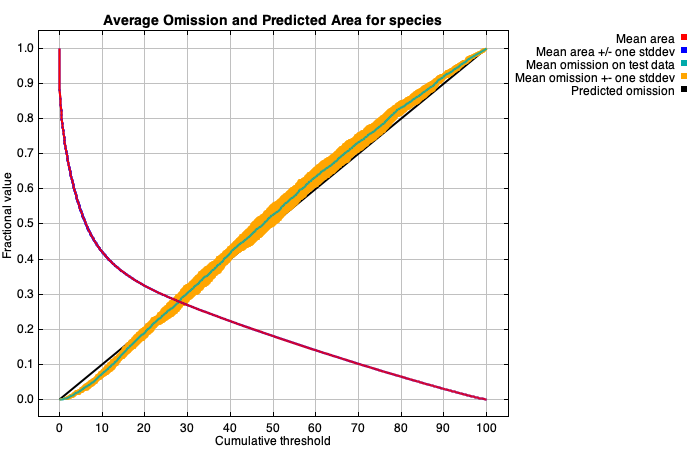 Average Omission and Predicted Area for species
Mean area
Mean area +/- one stddev
Mean omission on test data
Mean omission +- one stddev
Predicted omission
Fractional value
1.0
0.9
0.8
0.7
0.6
0.5
0.4
0.3
0.2
0.1
0.0
0 10 20 30 40 50 60 70 80 90 100
Cumulative threshold